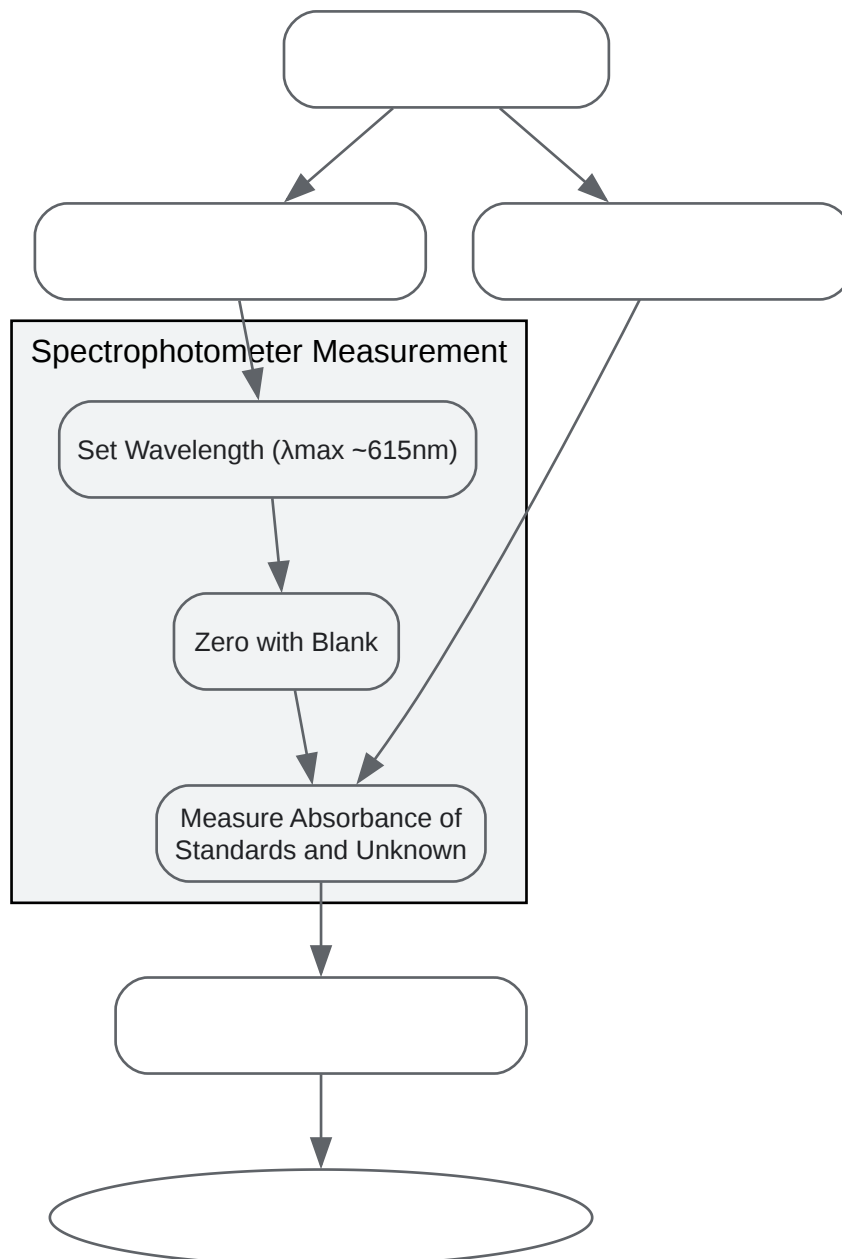 Spectrophotometer Measurement
Set Wavelength (λmax ~615nm)
Zero with Blank
Measure Absorbance of
Standards and Unknown